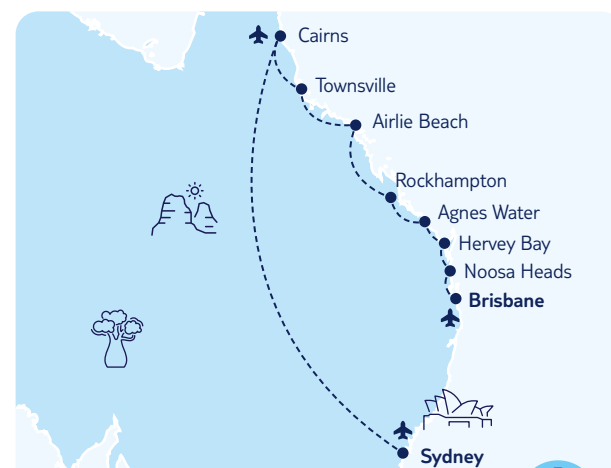 Cairns
Townsville
Airlie Beach
Rockhampton
Agnes Water
Hervey Bay
Noosa Heads
Brisbane
Sydney